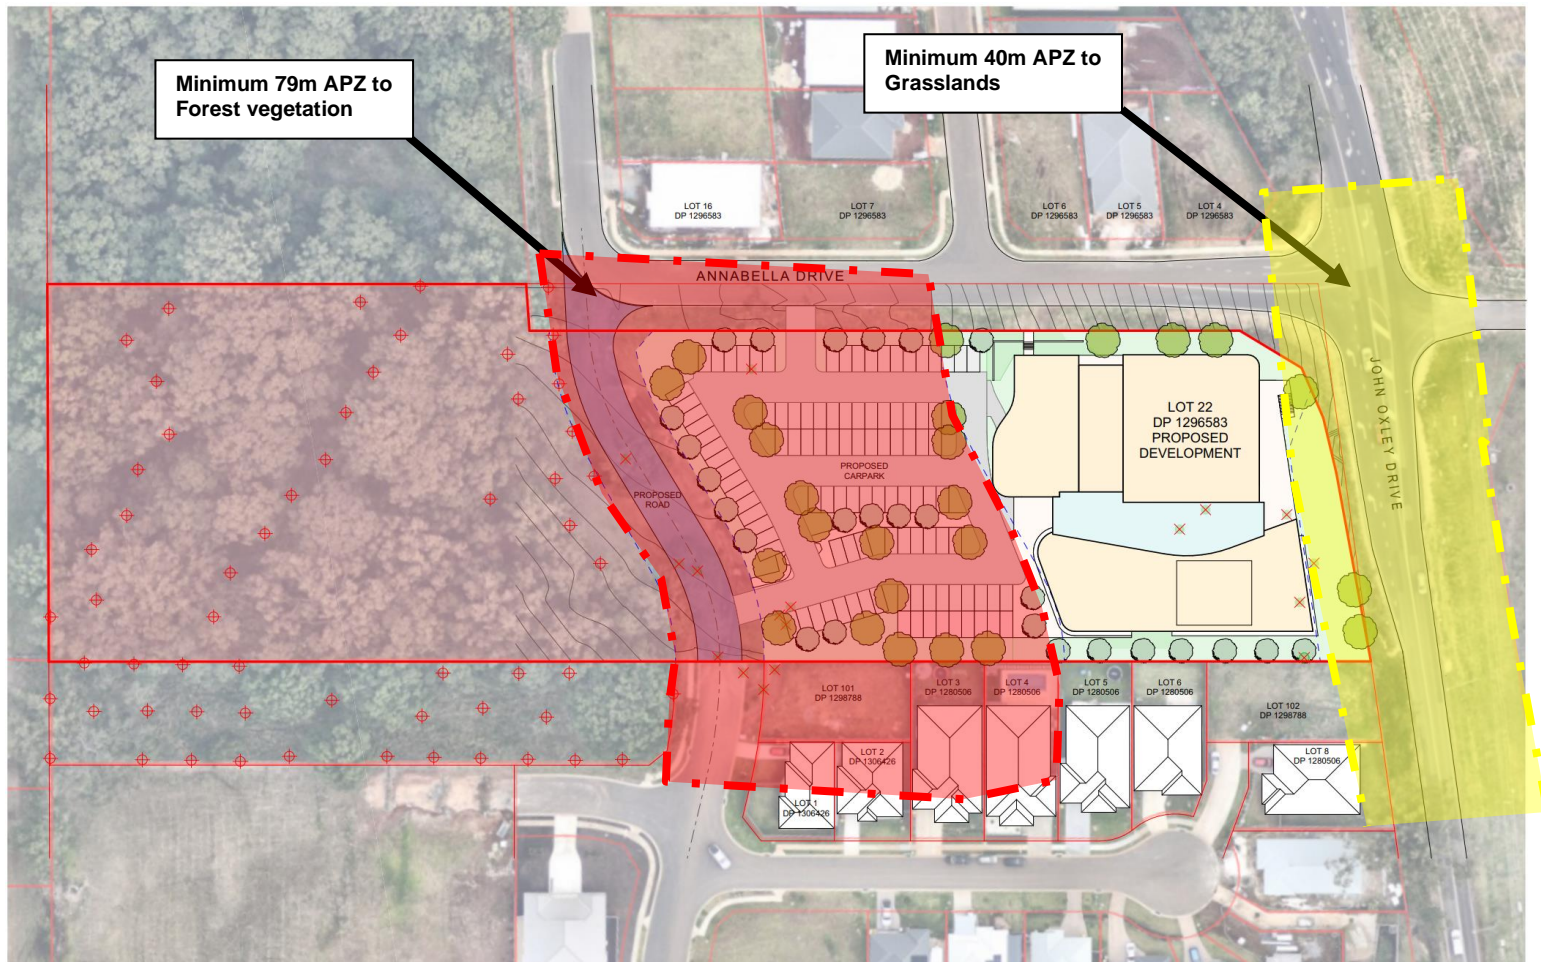 Minimum 79m APZ to
Forest vegetation
Minimum 40m APZ to
Grasslands
LOT 16
DP 1296583
LOT 7
DP 1296583
LOT 6
DP 1296583
LOT 5
DP 1296583
LOT 4
DP 1296583
ANNABELLA DRIVE
JOHN OXLEY DRIVE
LOT 22
DP 1296583
PROPOSED
DEVELOPMENT
PROPOSED
CARPARK
PROPOSED
ROAD
LOT 101
DP 1298788
LOT 3
DP 1280506
LOT 4
DP 1280506
LOT 5
DP 1280506
LOT 6
DP 1280506
LOT 102
DP 1298788
LOT 2
DP 1306426
LOT 1
DP 1306426
LOT 8
DP 1280506